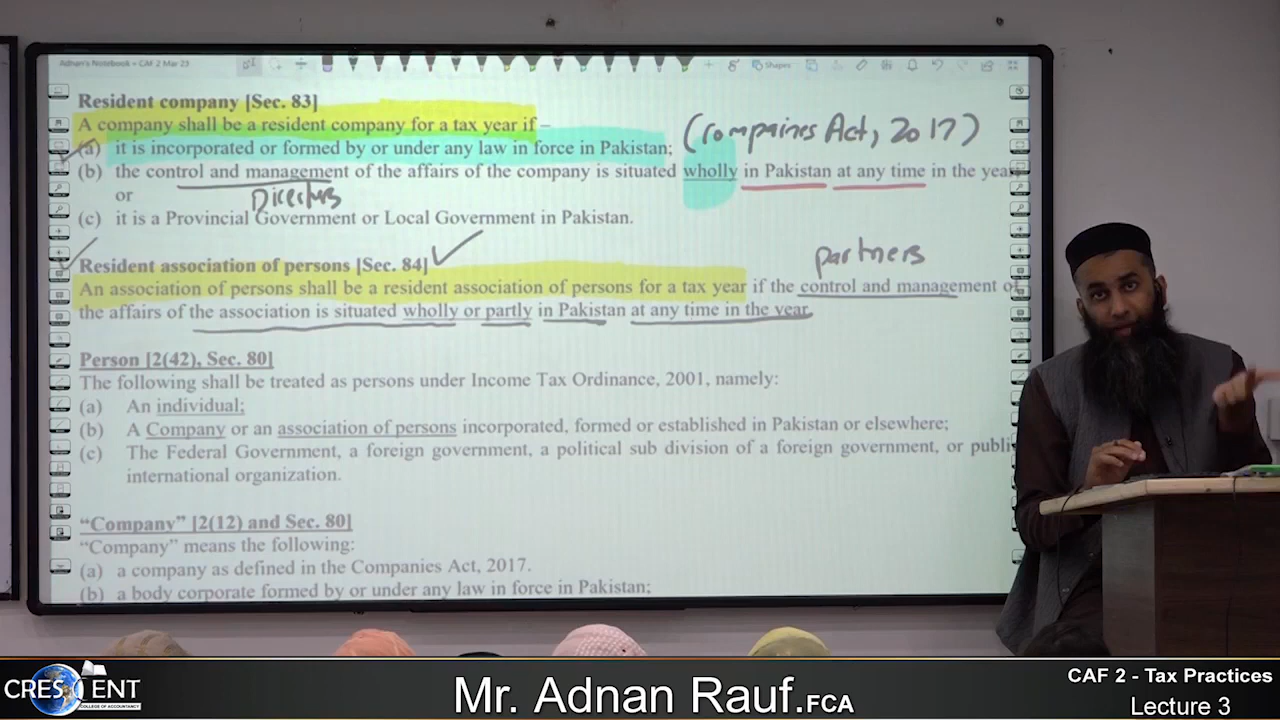 Adnan's Notebook » CAF 2 Mar 23
Shapes
Resident company [Sec. 83]
A company shall be a resident company for a tax year if –
(a) it is incorporated or formed by or under any law in force in Pakistan; (Compaines Act, 2017)
(b) the control and management of the affairs of the company is situated wholly in Pakistan at any time in the year
or
Directors
(c) it is a Provincial Government or Local Government in Pakistan.
partners
Resident association of persons [Sec. 84]
An association of persons shall be a resident association of persons for a tax year if the control and management of
the affairs of the association is situated wholly or partly in Pakistan at any time in the year.
Person [2(42), Sec. 80]
The following shall be treated as persons under Income Tax Ordinance, 2001, namely:
(a) An individual;
(b) A Company or an association of persons incorporated, formed or established in Pakistan or elsewhere;
(c) The Federal Government, a foreign government, a political sub division of a foreign government, or publi
international organization.
“Company” [2(12) and Sec. 80]
“Company” means the following:
(a) a company as defined in the Companies Act, 2017.
(b) a body corporate formed by or under any law in force in Pakistan;
CRESCENT
COLLEGE OF ACCOUNTANCY
Mr. Adnan Rauf.FCA
CAF 2 - Tax Practices
Lecture 3